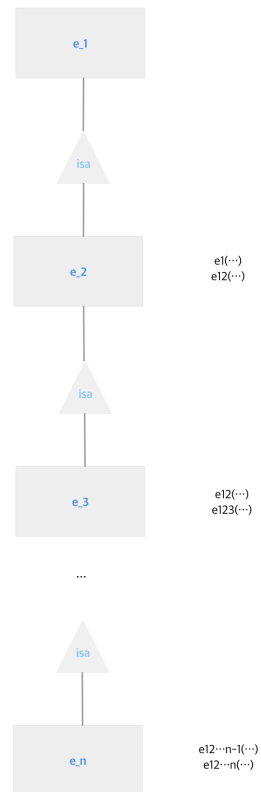 e_1
isa
e_2
e1(⋯)
e12(⋯)
isa
e_3
e12(⋯)
e123(⋯)
...
isa
e_n
e12⋯n-1(⋯)
e12⋯n(⋯)